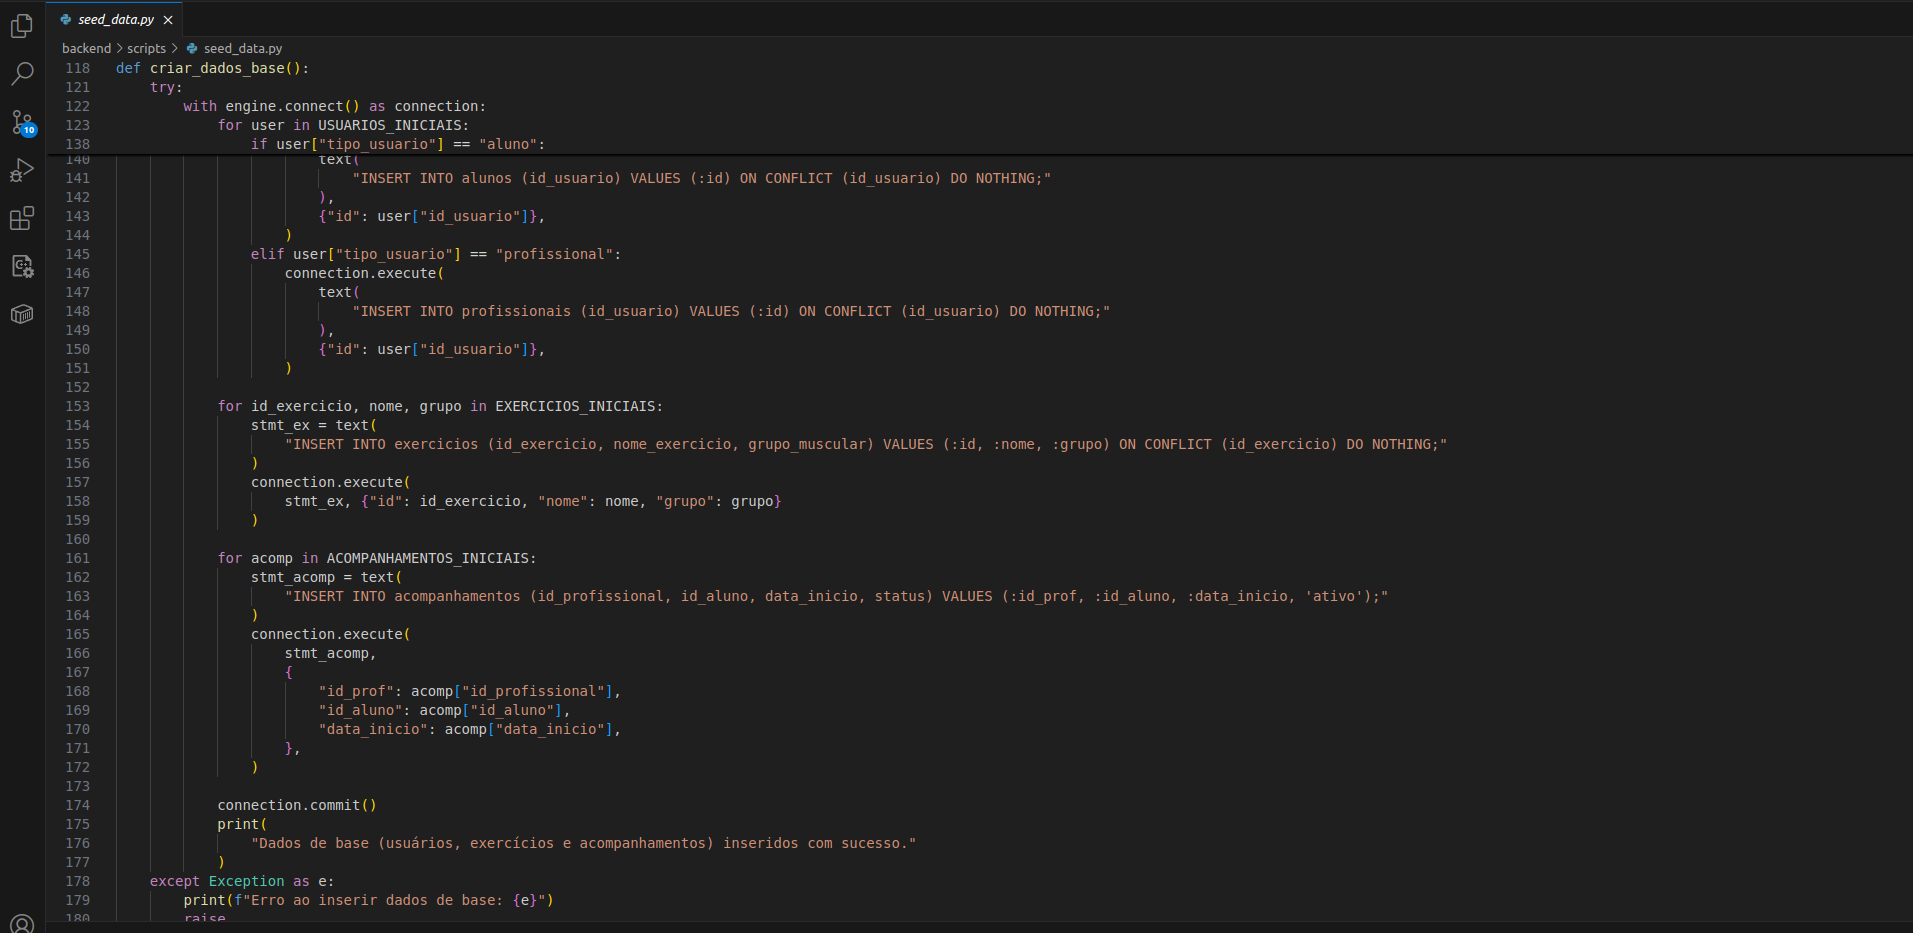 seed_data.py
backend > scripts > seed_data.py
118 def criar_dados_base():
121 try:
122 with engine.connect() as connection:
123 for user in USUARIOS_INICIAIS:
138 if user["tipo_usuario"] == "aluno":
140 text(
141 "INSERT INTO alunos (id_usuario) VALUES (:id) ON CONFLICT (id_usuario) DO NOTHING;"
142 ),
143 {"id": user["id_usuario"]},
144 )
145 elif user["tipo_usuario"] == "profissional":
146 connection.execute(
147 text(
148 "INSERT INTO profissionais (id_usuario) VALUES (:id) ON CONFLICT (id_usuario) DO NOTHING;"
149 ),
150 {"id": user["id_usuario"]},
151 )
152
153 for id_exercicio, nome, grupo in EXERCICIOS_INICIAIS:
154 stmt_ex = text(
155 "INSERT INTO exercicios (id_exercicio, nome_exercicio, grupo_muscular) VALUES (:id, :nome, :grupo) ON CONFLICT (id_exercicio) DO NOTHING;"
156 )
157 connection.execute(
158 stmt_ex, {"id": id_exercicio, "nome": nome, "grupo": grupo}
159 )
160
161 for acomp in ACOMPANHAMENTOS_INICIAIS:
162 stmt_acomp = text(
163 "INSERT INTO acompanhamentos (id_profissional, id_aluno, data_inicio, status) VALUES (:id_prof, :id_aluno, :data_inicio, 'ativo');"
164 )
165 connection.execute(
166 stmt_acomp,
167 {
168 "id_prof": acomp["id_profissional"],
169 "id_aluno": acomp["id_aluno"],
170 "data_inicio": acomp["data_inicio"],
171 },
172 )
173
174 connection.commit()
175 print(
176 "Dados de base (usuários, exercícios e acompanhamentos) inseridos com sucesso."
177 )
178 except Exception as e:
179 print(f"Erro ao inserir dados de base: {e}")
180 raise
10